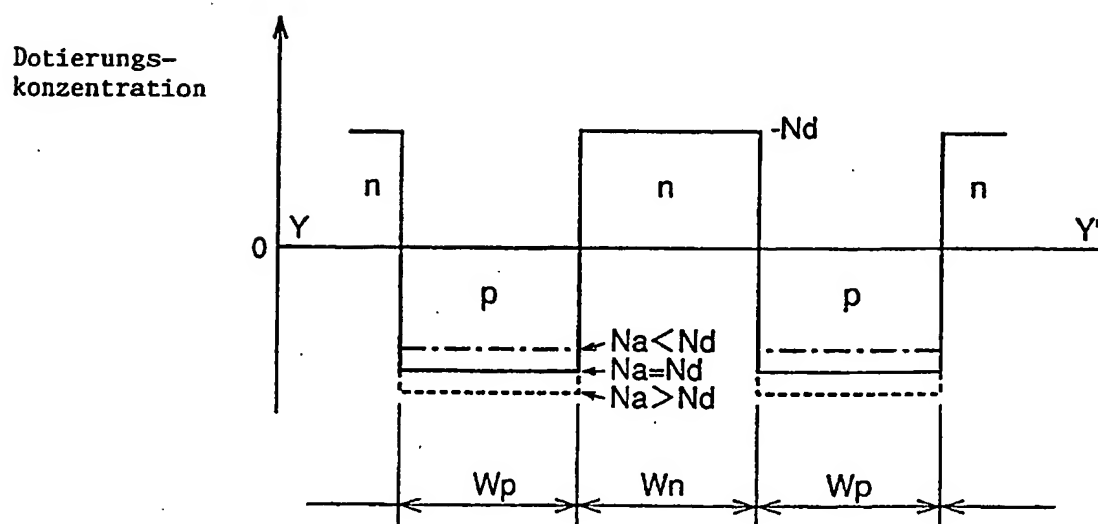 Dotierungs-
konzentration
-Nd
n
n
n
Y
Y'
0
p
p
Na<Nd
Na=Nd
Na>Nd
Wp
Wn
Wp